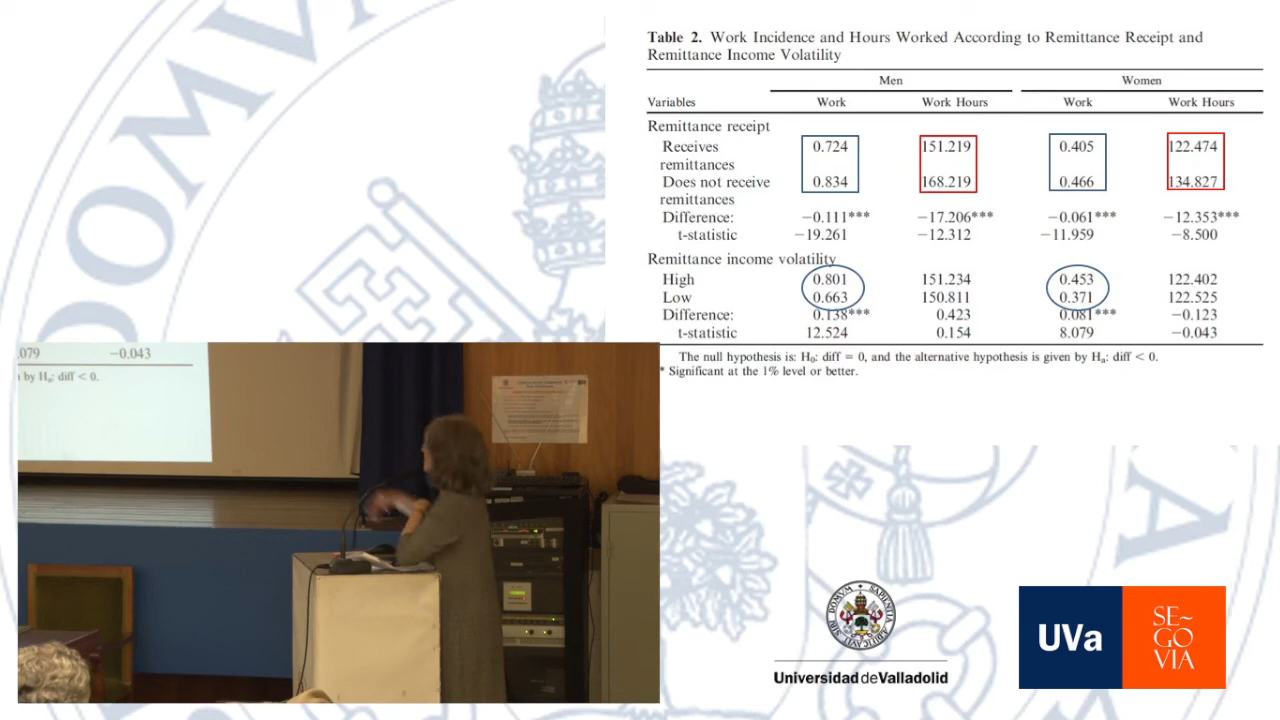 Table 2. Work Incidence and Hours Worked According to Remittance Receipt and
Remittance Income Volatility
Men Women
Variables Work Work Hours Work Work Hours
Remittance receipt
Receives 0.724 151.219 0.405 122.474
remittances
Does not receive 0.834 168.219 0.466 134.827
remittances
Difference: −0.111*** −17.206*** −0.061*** −12.353***
t-statistic −19.261 −12.312 −11.959 −8.500
Remittance income volatility
High 0.801 151.234 0.453 122.402
Low 0.663 150.811 0.371 122.525
Difference: 0.138*** 0.423 0.081*** −0.123
t-statistic 12.524 0.154 8.079 −0.043
The null hypothesis is: H₀: diff = 0, and the alternative hypothesis is given by Hₐ: diff < 0.
* Significant at the 1% level or better.
.079 −0.043
by Hₐ: diff < 0.
DOMV
A
Universidad de Valladolid
UVa
SE~
GO
VIA